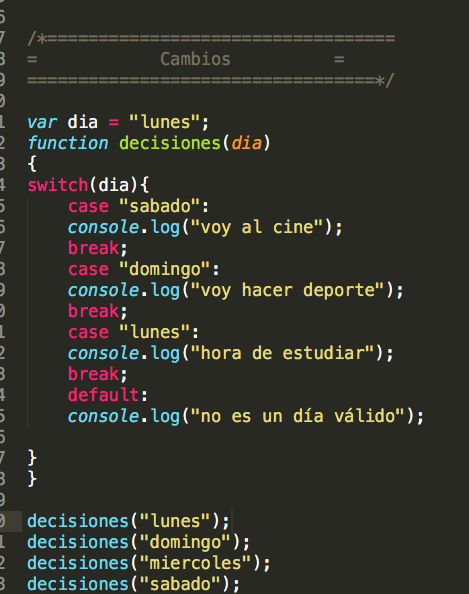 /*==================================
=            Cambios            =
==================================*/
var dia = "lunes";
function decisiones(dia)
{
switch(dia){
    case "sabado":
    console.log("voy al cine");
    break;
    case "domingo":
    console.log("voy hacer deporte");
    break;
    case "lunes":
    console.log("hora de estudiar");
    break;
    default:
    console.log("no es un día válido");
}
}
decisiones("lunes");
decisiones("domingo");
decisiones("miercoles");
decisiones("sabado");